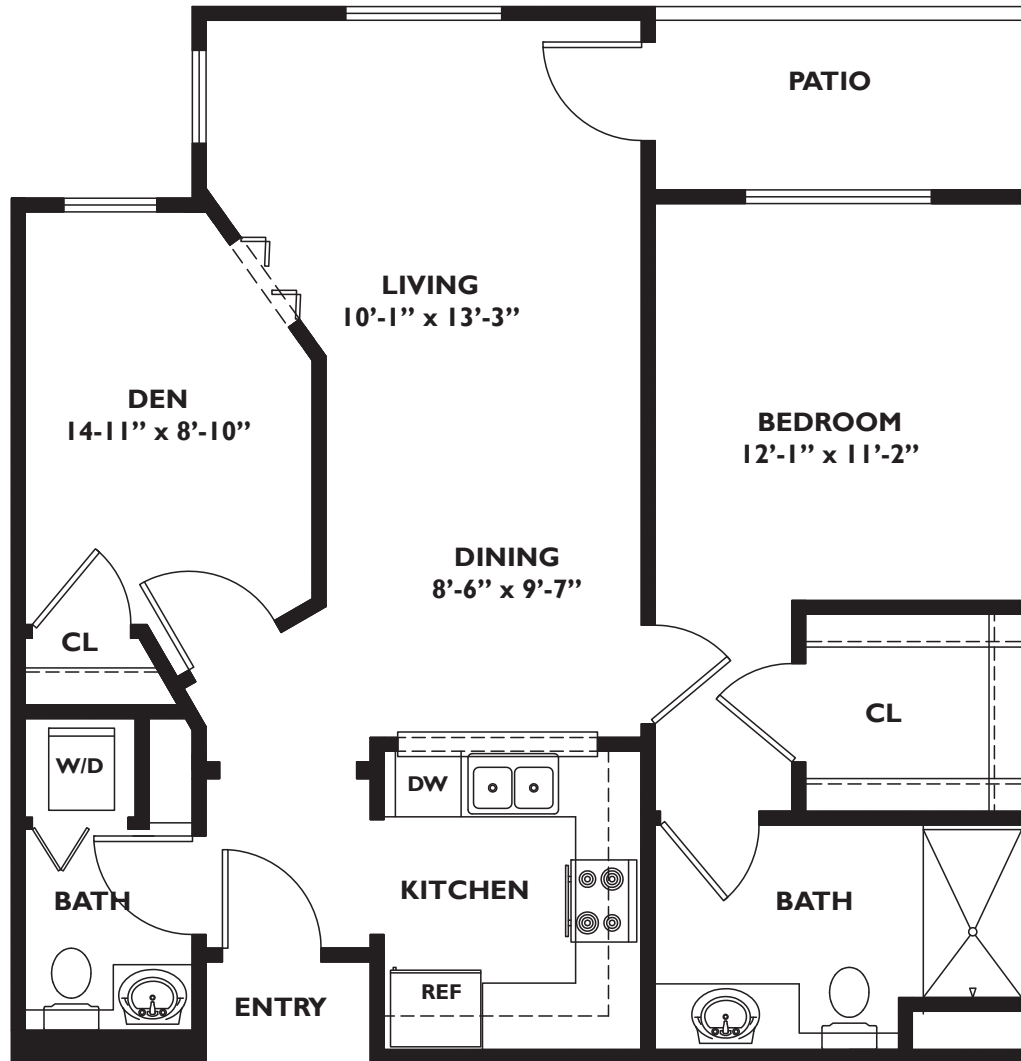 PATIO
LIVING
10’-1” x 13’-3”
DEN
14-11” x 8’-10”
BEDROOM
12’-1” x 11’-2”
DINING
8’-6” x 9’-7”
CL
CL
W/D
DW
BATH
KITCHEN
BATH
REF
ENTRY